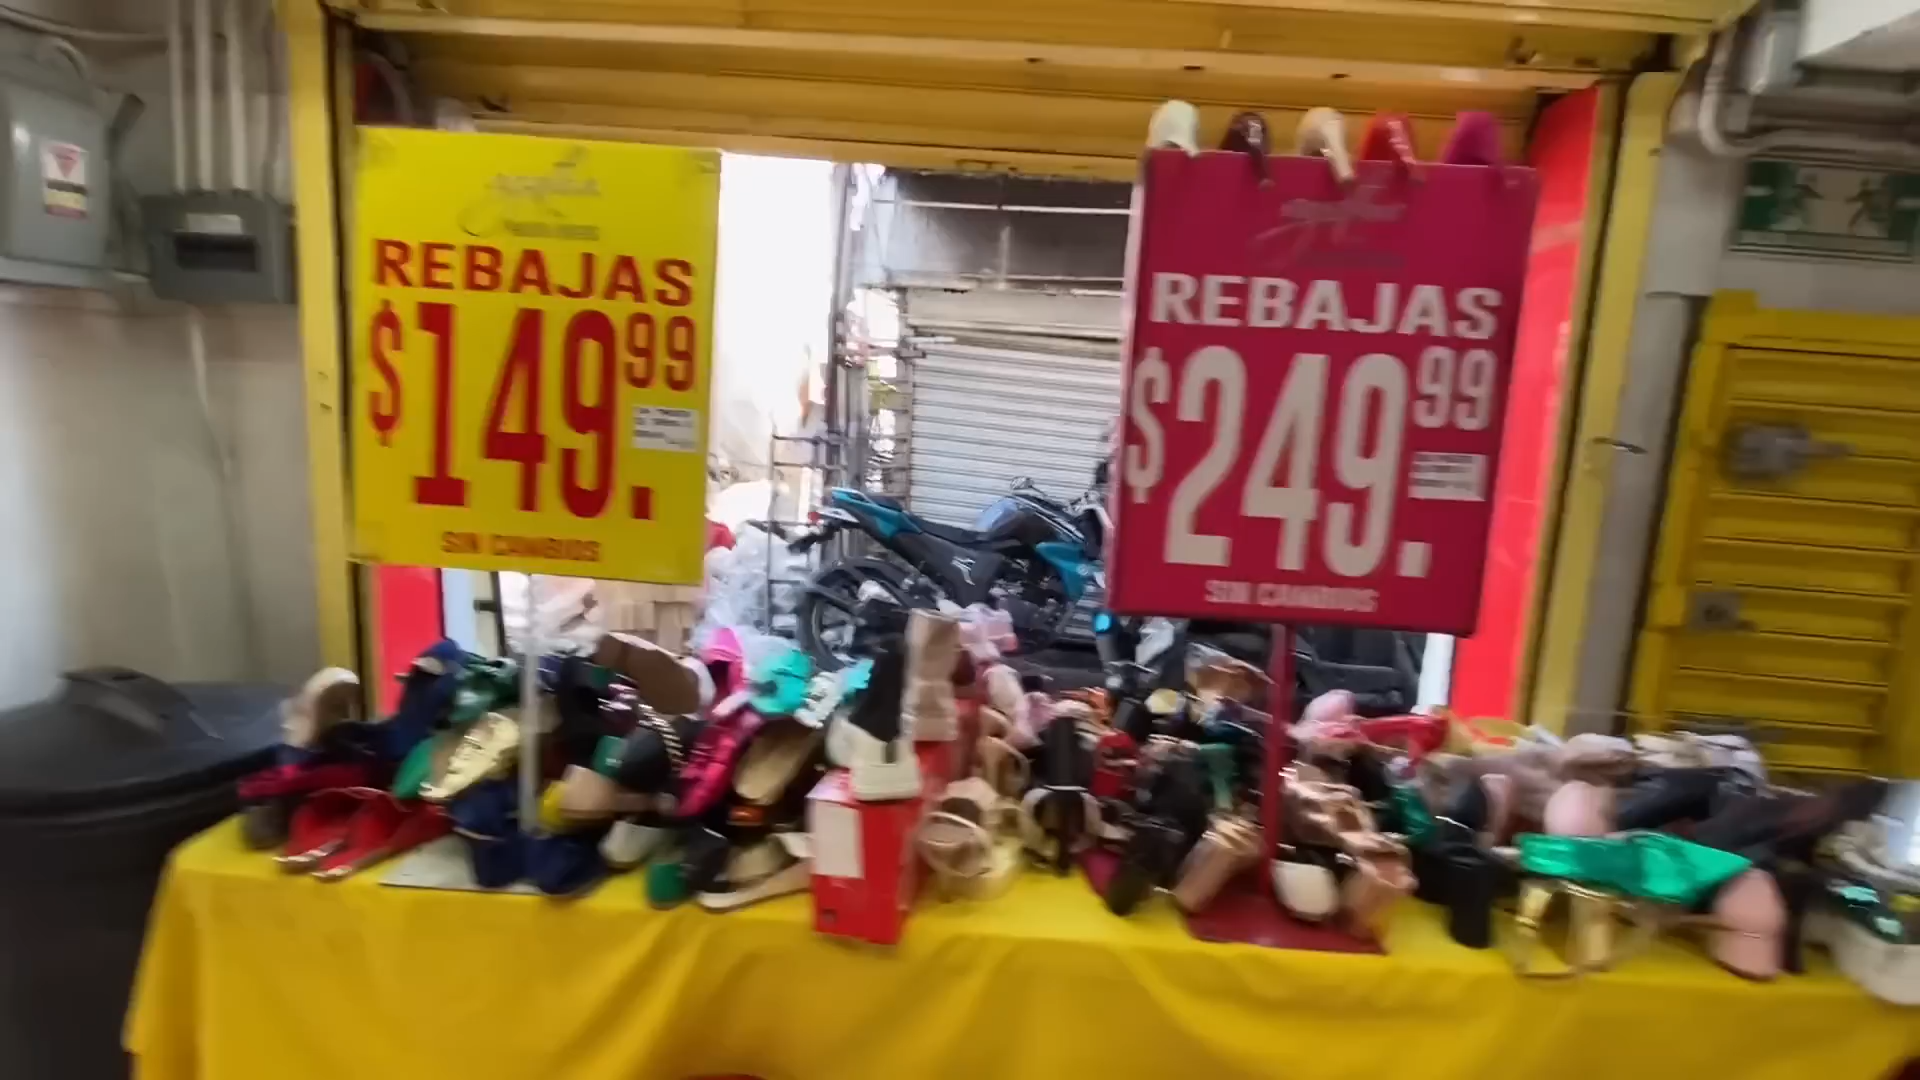 REBAJAS
$149.99
SIN CAMBIOS
REBAJAS
$249.99
SIN CAMBIOS